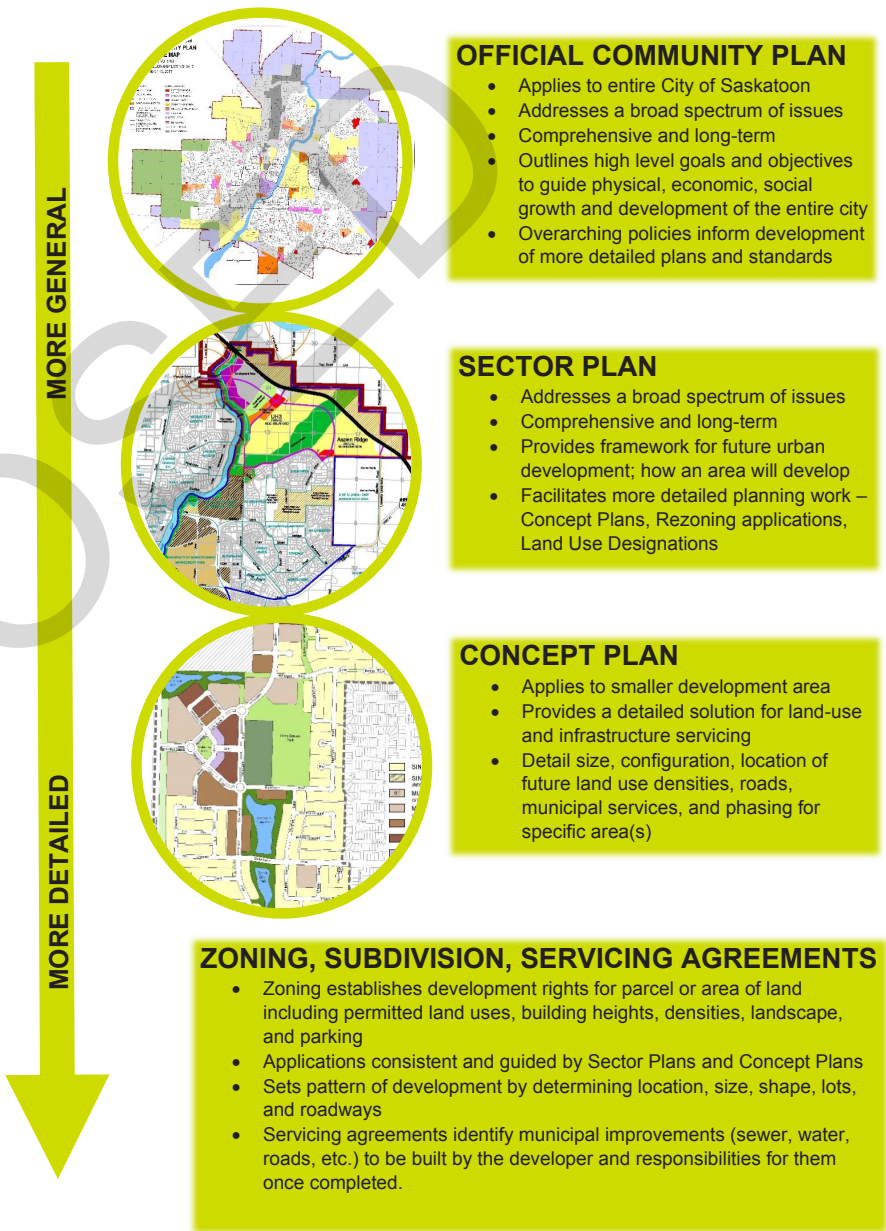 MORE GENERAL
MORE DETAILED
OFFICIAL COMMUNITY PLAN
• Applies to entire City of Saskatoon
• Addresses a broad spectrum of issues
• Comprehensive and long-term
• Outlines high level goals and objectives
to guide physical, economic, social
growth and development of the entire city
• Overarching policies inform development
of more detailed plans and standards
SECTOR PLAN
• Addresses a broad spectrum of issues
• Comprehensive and long-term
• Provides framework for future urban
development; how an area will develop
• Facilitates more detailed planning work –
Concept Plans, Rezoning applications,
Land Use Designations
Aspen Ridge
CONCEPT PLAN
• Applies to smaller development area
• Provides a detailed solution for land-use
and infrastructure servicing
• Detail size, configuration, location of
future land use densities, roads,
municipal services, and phasing for
specific area(s)
ZONING, SUBDIVISION, SERVICING AGREEMENTS
• Zoning establishes development rights for parcel or area of land
including permitted land uses, building heights, densities, landscape,
and parking
• Applications consistent and guided by Sector Plans and Concept Plans
• Sets pattern of development by determining location, size, shape, lots,
and roadways
• Servicing agreements identify municipal improvements (sewer, water,
roads, etc.) to be built by the developer and responsibilities for them
once completed.